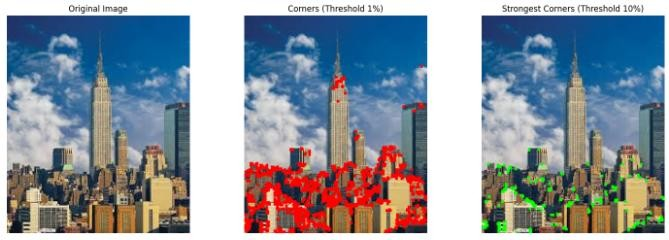 Original Image
Corners (Threshold 1%)
Strongest Corners (Threshold 10%)